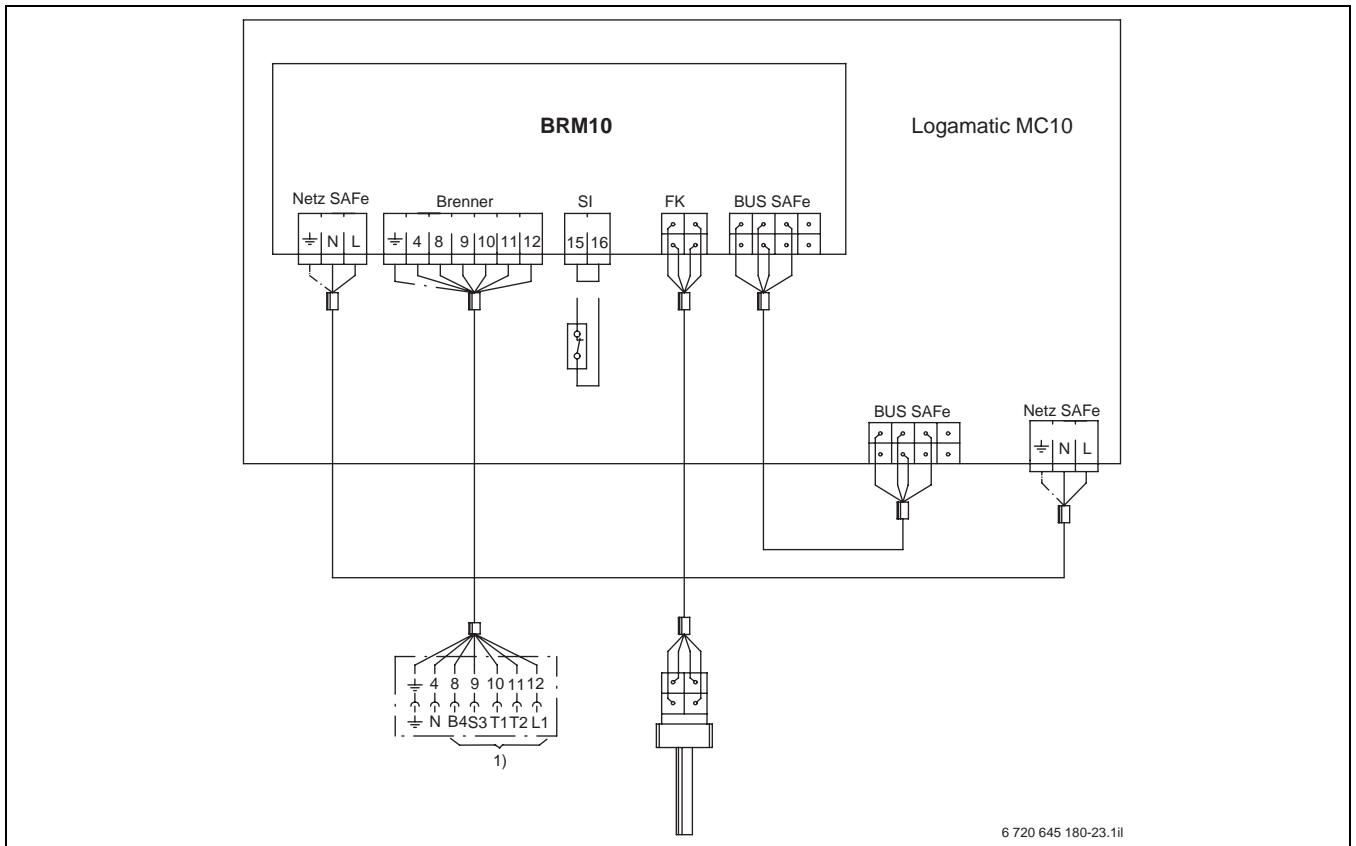 BRM10
Logamatic MC10
Netz SAFe
Brenner
SI
FK
BUS SAFe
N L
4 8 9 10 11 12
15 16
BUS SAFe
Netz SAFe
N L
4 8 9 10 11 12
N B4 S3 T1 T2 L1
1)
6 720 645 180-23.1il